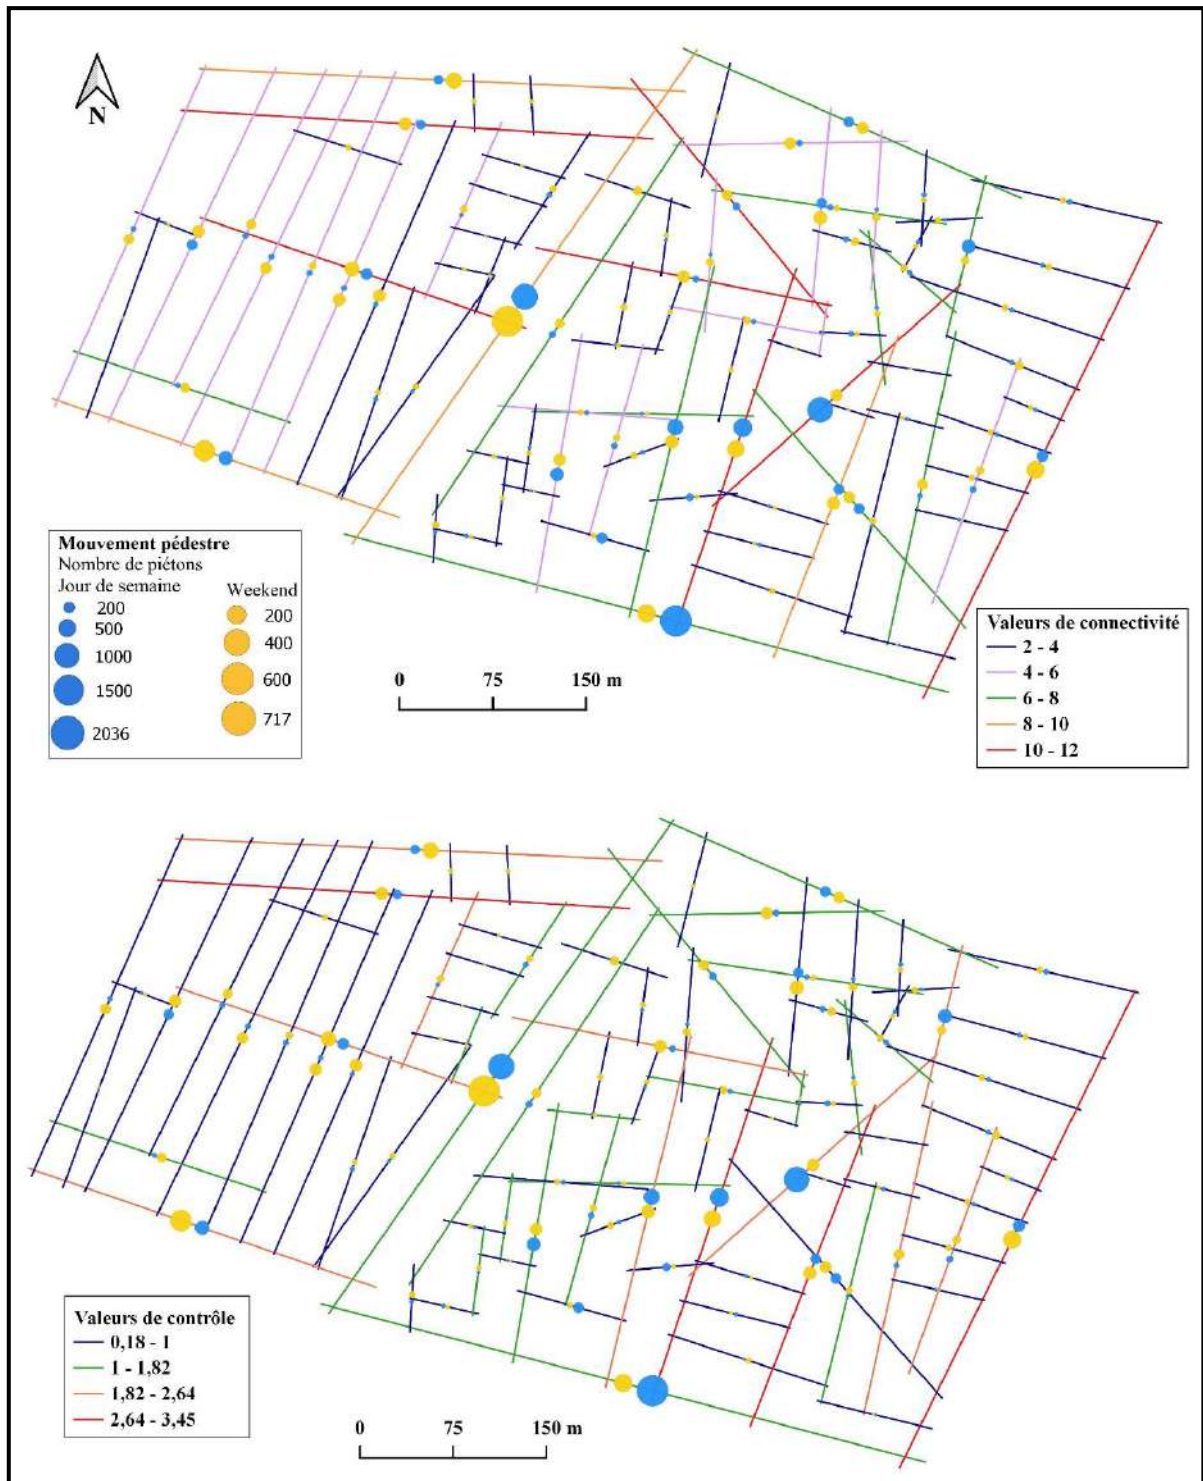 N
Mouvement pédestre
Nombre de piétons
Jour de semaine
Weekend
200
200
500
400
1000
600
1500
717
2036
0 75 150 m
Valeurs de connectivité
2 - 4
4 - 6
6 - 8
8 - 10
10 - 12
Valeurs de contrôle
0,18 - 1
1 - 1,82
1,82 - 2,64
2,64 - 3,45
0 75 150 m